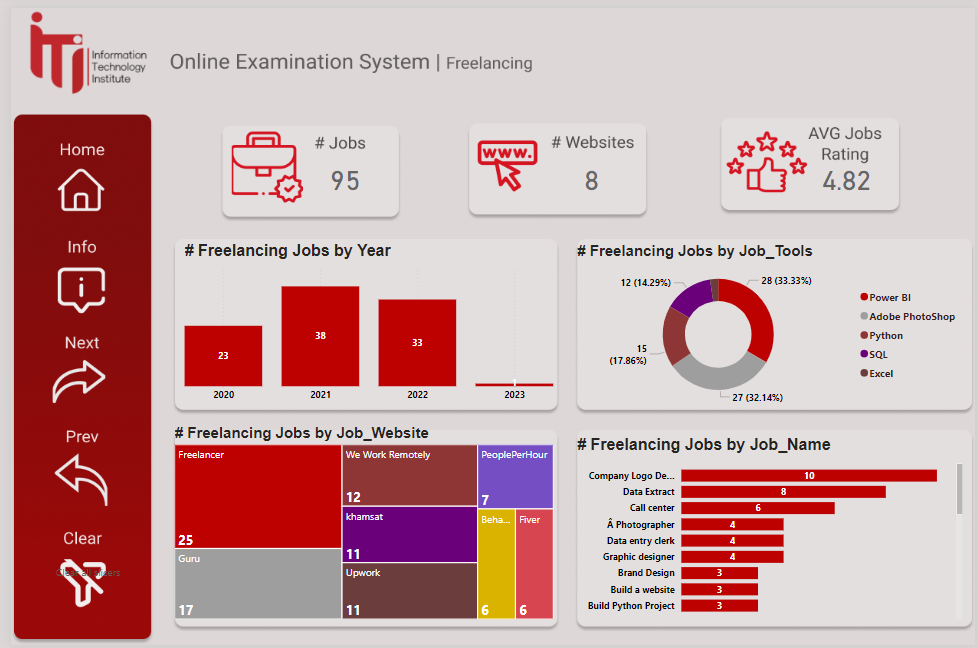 iTi
Information
Technology
Institute
Online Examination System | Freelancing
Home
Info
Next
Prev
Clear
Clear all slicers
# Jobs
95
www.
# Websites
8
AVG Jobs
Rating
4.82
# Freelancing Jobs by Year
23
38
33
2020
2021
2022
2023
# Freelancing Jobs by Job_Tools
12 (14.29%)
28 (33.33%)
15
(17.86%)
27 (32.14%)
Power BI
Adobe PhotoShop
Python
SQL
Excel
# Freelancing Jobs by Job_Website
Freelancer
25
Guru
17
We Work Remotely
12
khamsat
11
Upwork
11
PeoplePerHour
7
Beha...
6
Fiver
6
# Freelancing Jobs by Job_Name
Company Logo De... 10
Data Extract 8
Call center 6
Â Photographer 4
Data entry clerk 4
Graphic designer 4
Brand Design 3
Build a website 3
Build Python Project 3